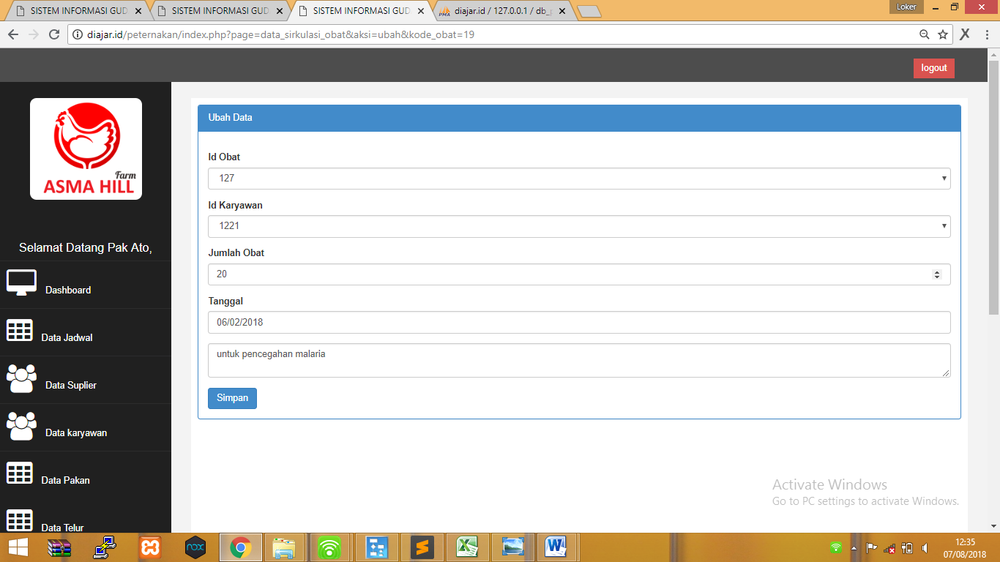 Loker
SISTEM INFORMASI GUD
SISTEM INFORMASI GUD
SISTEM INFORMASI GUD
PMA
diajar.id / 127.0.0.1 / db_
diajar.id/peternakan/index.php?page=data_sirkulasi_obat&aksi=ubah&kode_obat=19
X
logout
Farm
ASMA HILL
Selamat Datang Pak Ato,
Dashboard
Data Jadwal
Data Suplier
Data karyawan
Data Pakan
Data Telur
Ubah Data
Id Obat
127
Id Karyawan
1221
Jumlah Obat
20
Tanggal
06/02/2018
untuk pencegahan malaria
Simpan
Activate Windows
Go to PC settings to activate Windows.
nox
12:35
07/08/2018